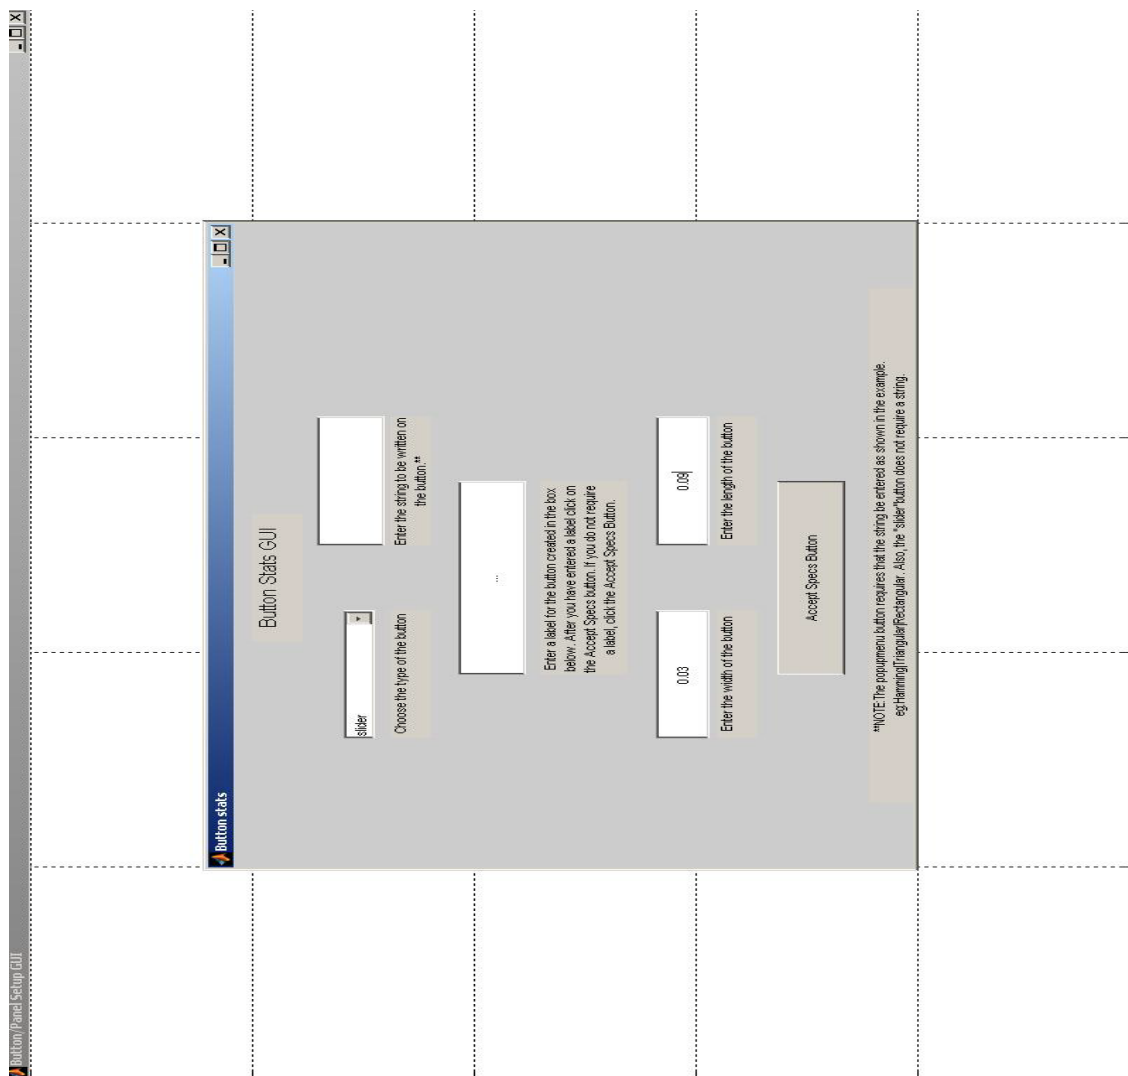 Button/Panel Setup GUI
Button stats
Button Stats GUI
slider
Choose the type of the button
Enter the string to be written on
the button.**
...
Enter a label for the button created in the box
below. After you have entered a label click on
the Accept Specs button. If you do not require
a label, click the Accept Specs Button.
0.03
0.09
Enter the width of the button
Enter the length of the button
Accept Specs Button
**NOTE:The popupmenu button requires that the string be entered as shown in the example.
eg:Hamming|Triangular|Rectangular. Also, the "slider"button does not require a string.